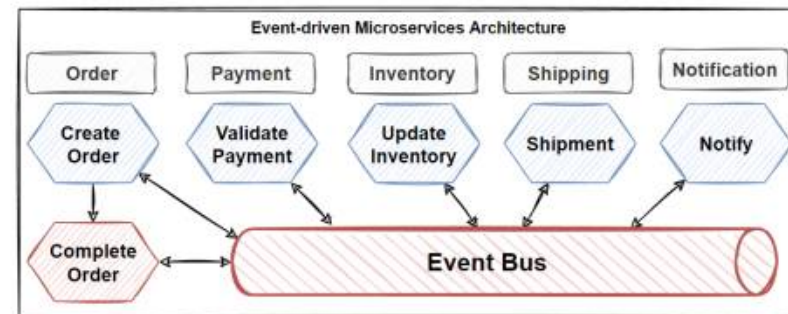 Event-driven Microservices Architecture
Order
Payment
Inventory
Shipping
Notification
Create
Order
Validate
Payment
Update
Inventory
Shipment
Notify
Complete
Order
Event Bus